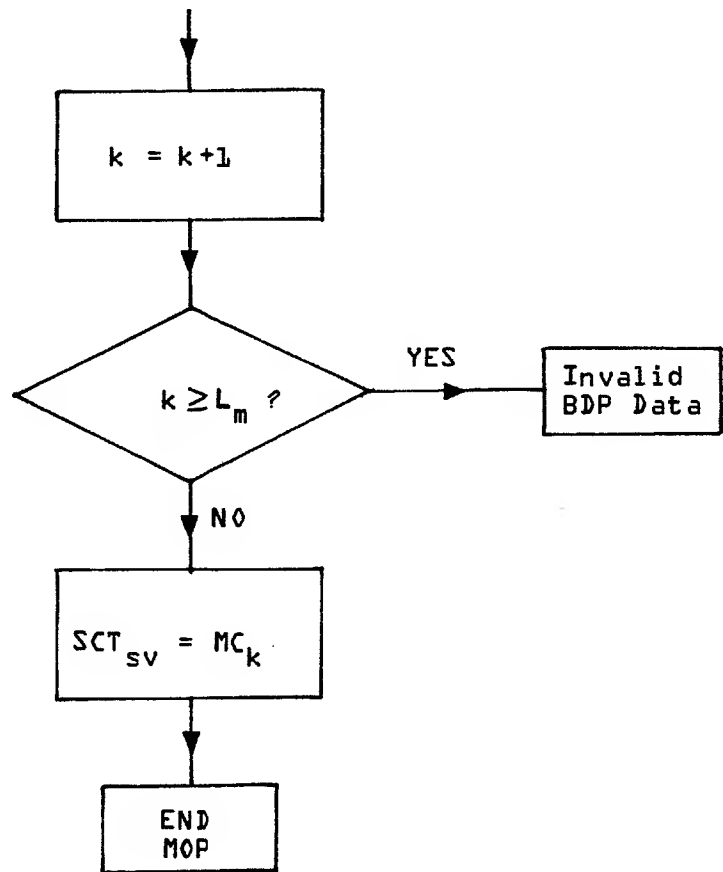 k = k+1
k ≥ L_m ?
YES
Invalid
BDP Data
NO
SCT_sv = MC_k
END
MOP